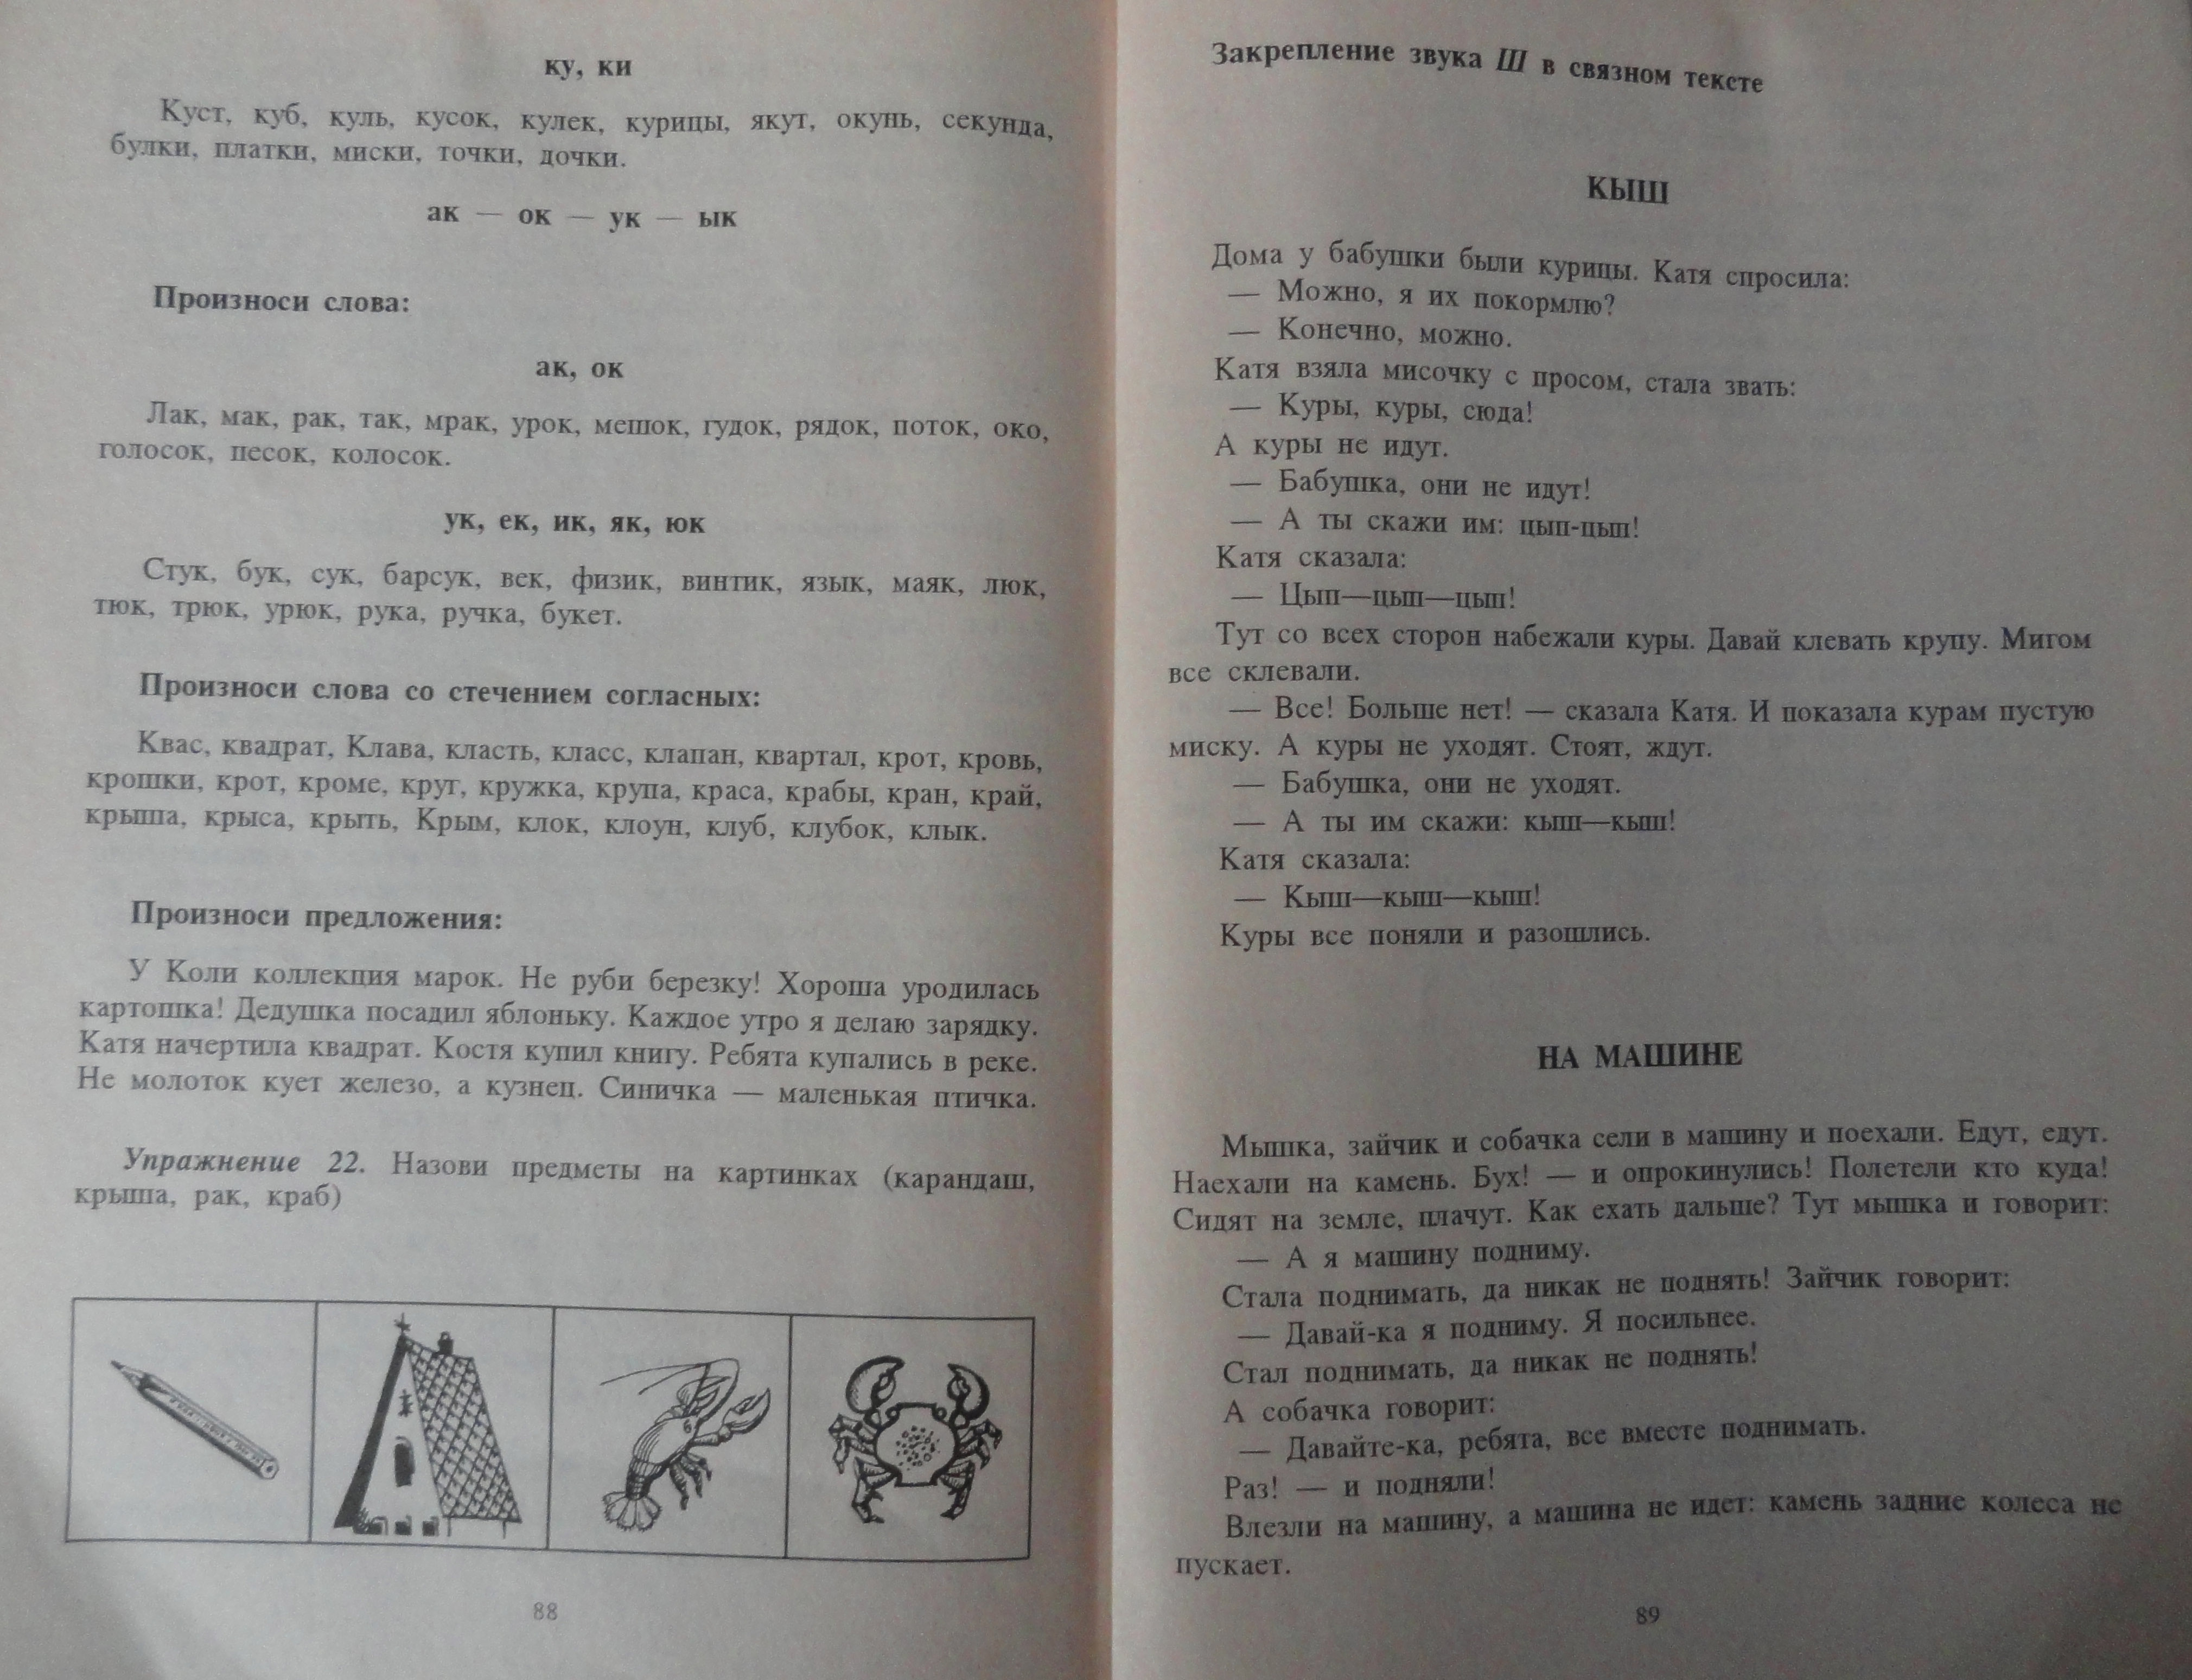 ку, ки
Куст, куб, куль, кусок, кулек, курицы, якут, окунь, секунда,
булки, платки, миски, точки, дочки.
ак — ок — ук — ык
Произноси слова:
ак, ок
Лак, мак, рак, так, мрак, урок, мешок, гудок, рядок, поток, око,
голосок, песок, колосок.
ук, ек, ик, як, юк
Стук, бук, сук, барсук, век, физик, винтик, язык, маяк, люк,
тюк, трюк, урюк, рука, ручка, букет.
Произноси слова со стечением согласных:
Квас, квадрат, Клава, класть, класс, клапан, квартал, крот, кровь,
крошки, крот, кроме, круг, кружка, крупа, краса, крабы, кран, край,
крыша, крыса, крыть, Крым, клок, клоун, клуб, клубок, клык.
Произноси предложения:
У Коли коллекция марок. Не руби березку! Хороша уродилась
картошка! Дедушка посадил яблоньку. Каждое утро я делаю зарядку.
Катя начертила квадрат. Костя купил книгу. Ребята купались в реке.
Не молоток кует железо, а кузнец. Синичка — маленькая птичка.
Упражнение 22. Назови предметы на картинках (карандаш,
крыша, рак, краб)
88
Закрепление звука Ш в связном тексте
КЫШ
Дома у бабушки были курицы. Катя спросила:
— Можно, я их покормлю?
— Конечно, можно.
Катя взяла мисочку с просом, стала звать:
— Куры, куры, сюда!
А куры не идут.
— Бабушка, они не идут!
— А ты скажи им: цып-цып!
Катя сказала:
— Цып—цып—цып!
Тут со всех сторон набежали куры. Давай клевать крупу. Мигом
все склевали.
— Все! Больше нет! — сказала Катя. И показала курам пустую
миску. А куры не уходят. Стоят, ждут.
— Бабушка, они не уходят.
— А ты им скажи: кыш—кыш!
Катя сказала:
— Кыш—кыш—кыш!
Куры все поняли и разошлись.
НА МАШИНЕ
Мышка, зайчик и собачка сели в машину и поехали. Едут, едут.
Наехали на камень. Бух! — и опрокинулись! Полетели кто куда!
Сидят на земле, плачут. Как ехать дальше? Тут мышка и говорит:
— А я машину подниму.
Стала поднимать, да никак не поднять! Зайчик говорит:
— Давай-ка я подниму. Я посильнее.
Стал поднимать, да никак не поднять!
А собачка говорит:
— Давайте-ка, ребята, все вместе поднимать.
Раз! — и подняли!
Влезли на машину, а машина не идет: камень задние колеса не
пускает.
89